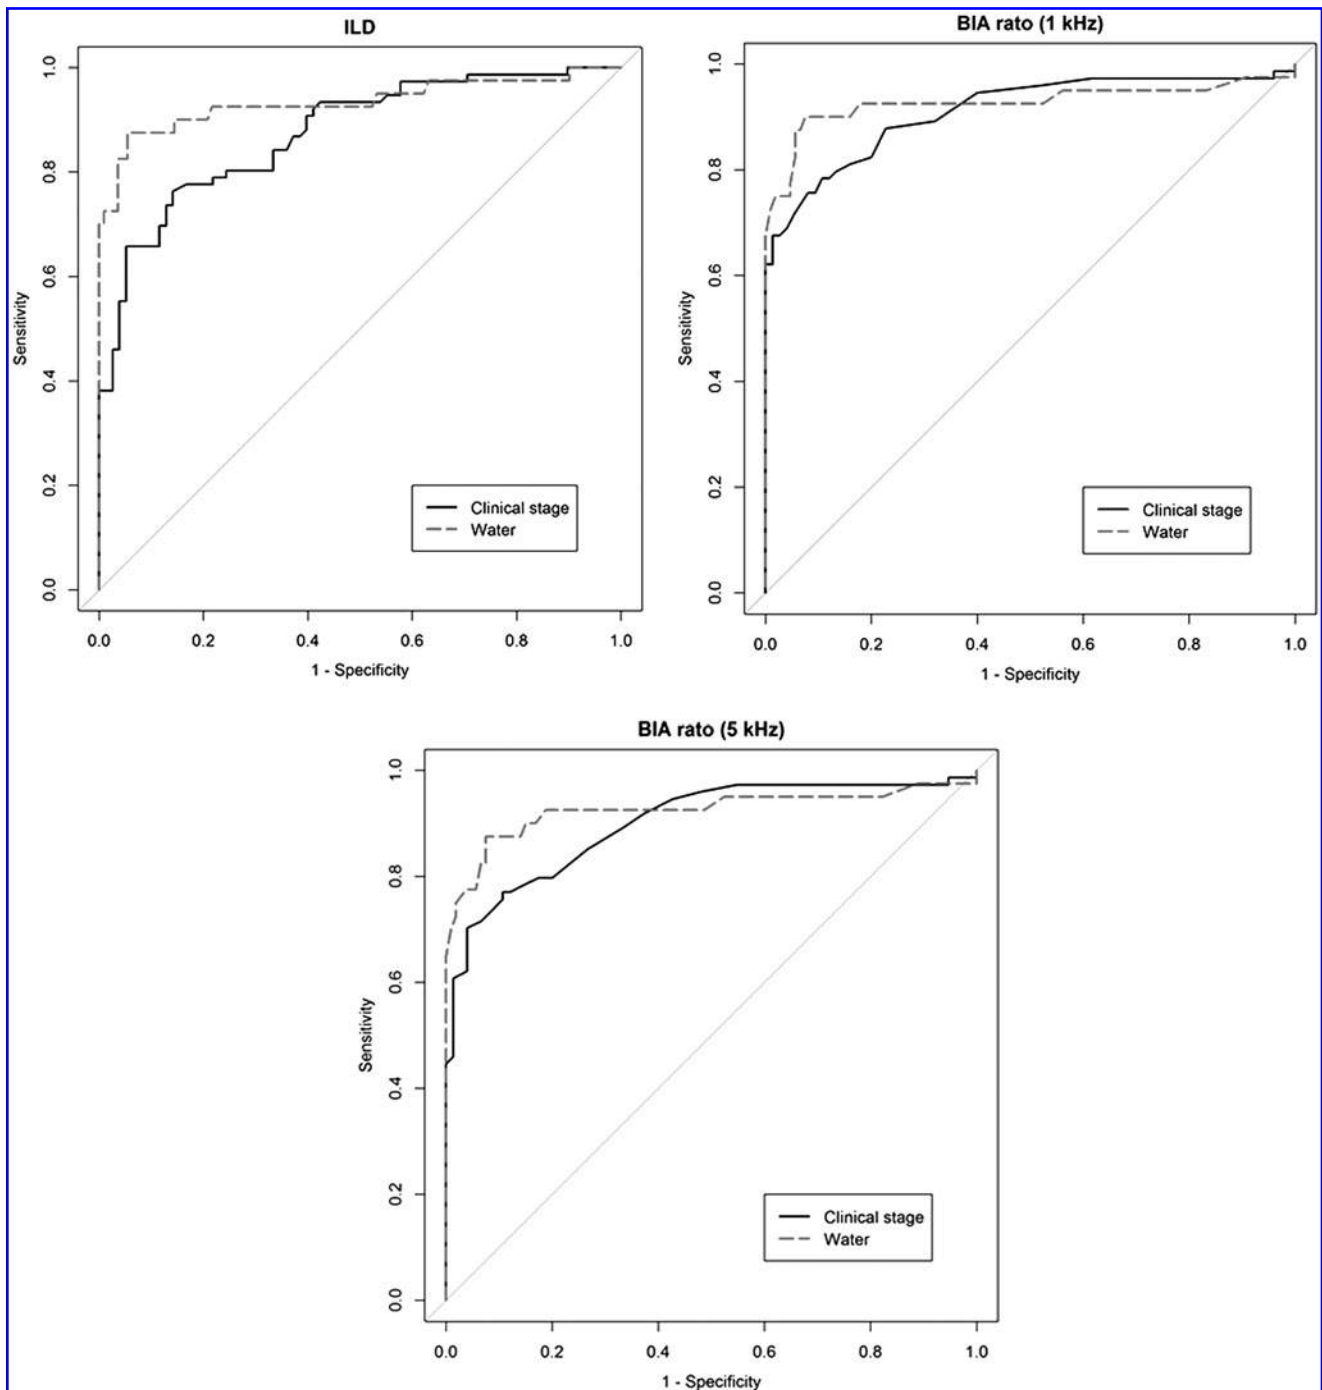 ILD
1.0
0.8
0.6
0.4
0.2
0.0
Sensitivity
Clinical stage
Water
0.0 0.2 0.4 0.6 0.8 1.0
1 - Specificity
BIA rato (1 kHz)
1.0
0.8
0.6
0.4
0.2
0.0
Sensitivity
Clinical stage
Water
0.0 0.2 0.4 0.6 0.8 1.0
1 - Specificity
BIA rato (5 kHz)
1.0
0.8
0.6
0.4
0.2
0.0
Sensitivity
Clinical stage
Water
0.0 0.2 0.4 0.6 0.8 1.0
1 - Specificity